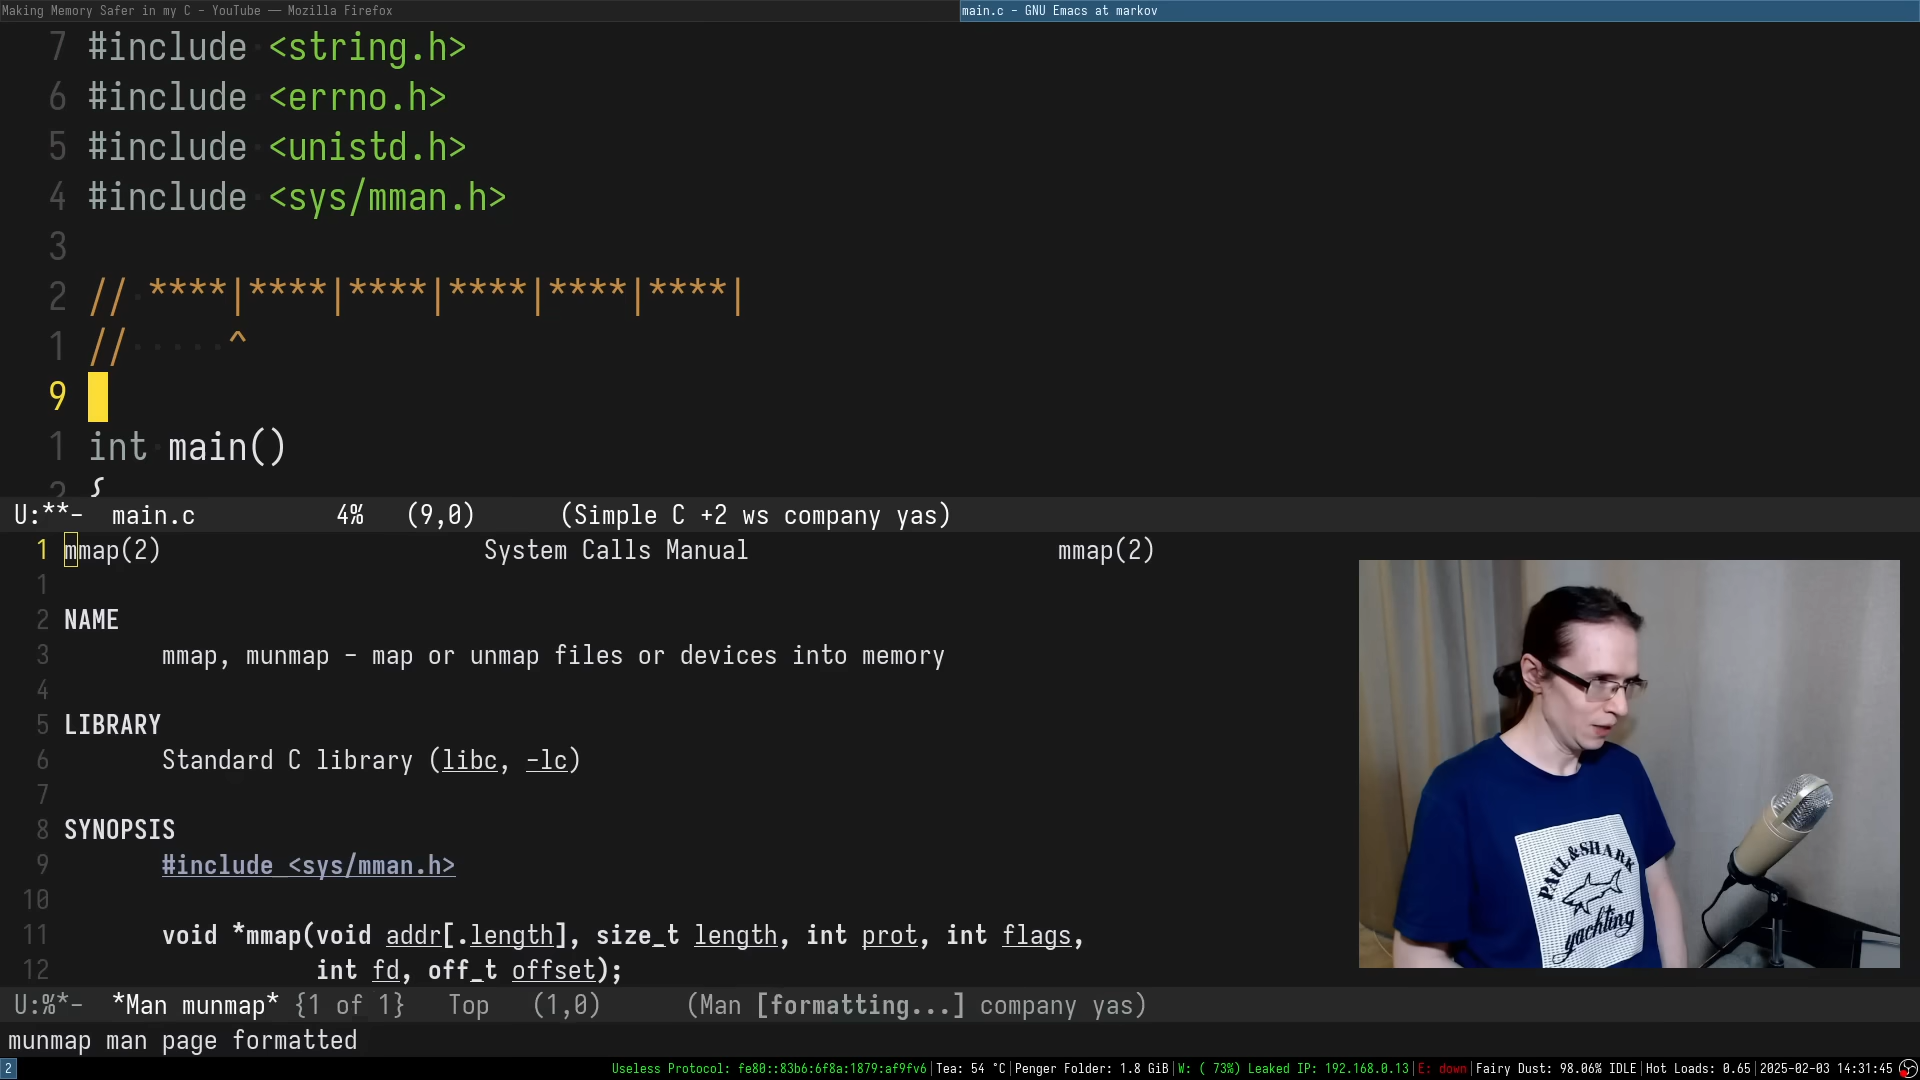 Making Memory Safer in my C - YouTube — Mozilla Firefox
main.c - GNU Emacs at markov
7 #include <string.h>
6 #include <errno.h>
5 #include <unistd.h>
4 #include <sys/mman.h>
3
2 // ****|****|****|****|****|****|
1 //     ^
9
1 int main()
2 {
U:**-  main.c          4%   (9,0)      (Simple C +2 ws company yas)
1 mmap(2)                       System Calls Manual                      mmap(2)
1
2 NAME
3        mmap, munmap - map or unmap files or devices into memory
4
5 LIBRARY
6        Standard C library (libc, -lc)
7
8 SYNOPSIS
9        #include <sys/mman.h>
10
11        void *mmap(void addr[.length], size_t length, int prot, int flags,
12                   int fd, off_t offset);
U:%*-  *Man munmap* {1 of 1}   Top   (1,0)      (Man [formatting...] company yas)
munmap man page formatted
PAUL&SHARK
yachting
2
Useless Protocol: fe80::83b6:6f8a:1879:af9fv6|Tea: 54 °C|Penger Folder: 1.8 GiB|W: ( 73%) Leaked IP: 192.168.0.13|E: down|Fairy Dust: 98.06% IDLE|Hot Loads: 0.65|2025-02-03 14:31:45